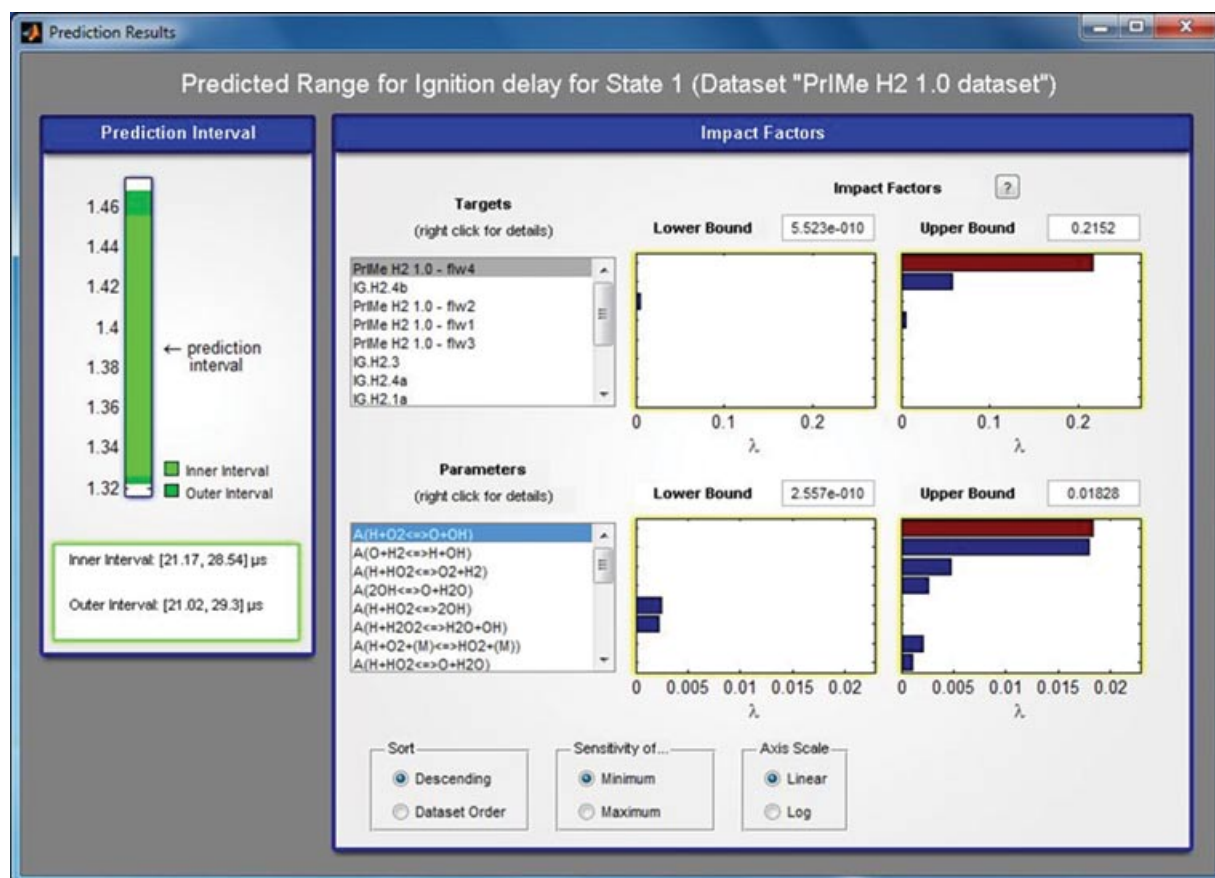 Prediction Results
Predicted Range for Ignition delay for State 1 (Dataset "PrIMe H2 1.0 dataset")
Prediction Interval
1.46
1.44
1.42
1.4
1.38
1.36
1.34
1.32
← prediction
interval
Inner Interval
Outer Interval
Inner Interval: [21.17, 28.54] μs
Outer Interval: [21.02, 29.3] μs
Impact Factors
Impact Factors ?
Targets
(right click for details)
Lower Bound 5.523e-010
Upper Bound 0.2152
PrIMe H2 1.0 - flw4
IG.H2.4b
PrIMe H2 1.0 - flw2
PrIMe H2 1.0 - flw1
PrIMe H2 1.0 - flw3
IG.H2.3
IG.H2.4a
IG.H2.1a
0 0.1 0.2
λ
0 0.1 0.2
λ
Parameters
(right click for details)
Lower Bound 2.557e-010
Upper Bound 0.01828
A(H+O2<=>O+OH)
A(O+H2<=>H+OH)
A(H+HO2<=>O2+H2)
A(2OH<=>O+H2O)
A(H+HO2<=>2OH)
A(H+H2O2<=>H2O+OH)
A(H+O2+(M)<=>HO2+(M))
A(H+HO2<=>O+H2O)
0 0.005 0.01 0.015 0.02
λ
0 0.005 0.01 0.015 0.02
λ
Sort
Descending
Dataset Order
Sensitivity of...
Minimum
Maximum
Axis Scale
Linear
Log